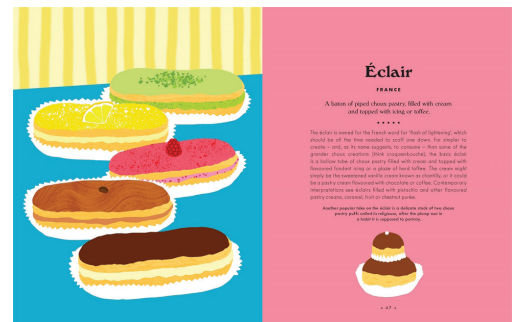 Éclair
FRANCE
A baton of piped choux pastry, filled with cream
and topped with icing or toffee.
The éclair is named for the French word for ‘flash of lightening’, which
should be all the time needed to scoff one down. Far simpler to
create – and, as its name suggests, to consume – than some of the
grander choux creations (think croquembouche), the basic éclair
is a hollow tube of choux pastry filled with cream and topped with
flavoured fondant icing or a glaze of hard toffee. The cream might
simply be the sweetened vanilla cream known as chantilly, or it could
be a pastry cream flavoured with chocolate or coffee. Contemporary
interpretations see éclairs filled with pistachio and other flavoured
pastry creams, caramel, fruit or chestnut purée.
Another popular take on the éclair is a delicate stack of two choux
pastry puffs called la religieuse, after the plump nun in
a habit it is supposed to portray.
47